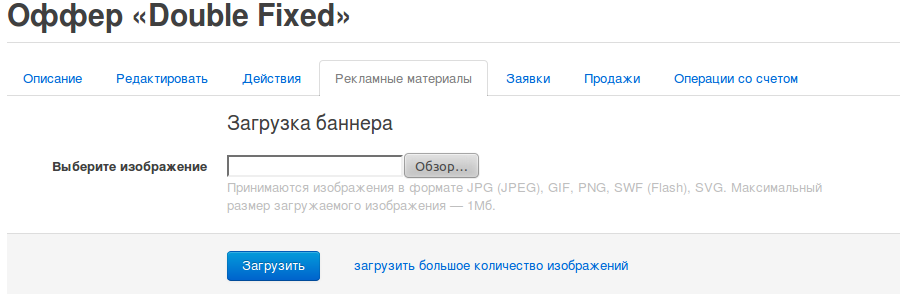 Оффер «Double Fixed»
Описание Редактировать Действия Рекламные материалы Заявки Продажи Операции со счетом
Загрузка баннера
Выберите изображение Обзор...
Принимаются изображения в формате JPG (JPEG), GIF, PNG, SWF (Flash), SVG. Максимальный
размер загружаемого изображения — 1Мб.
Загрузить загрузить большое количество изображений